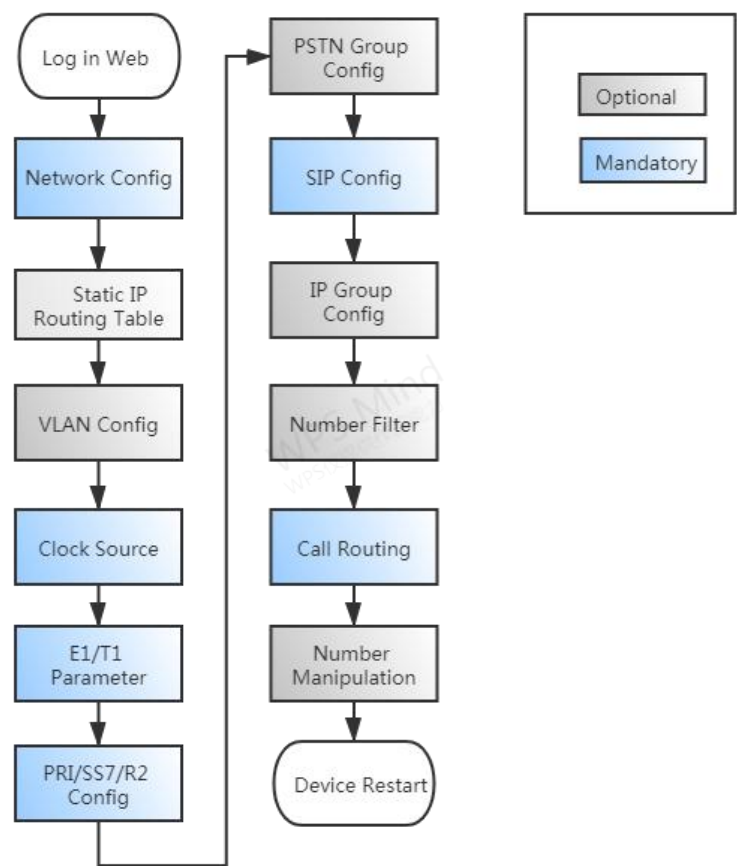 Log in Web
Network Config
Static IP
Routing Table
VLAN Config
Clock Source
E1/T1
Parameter
PRI/SS7/R2
Config
PSTN Group
Config
SIP Config
IP Group
Config
Number Filter
Call Routing
Number
Manipulation
Device Restart
Optional
Mandatory
WPS Mind